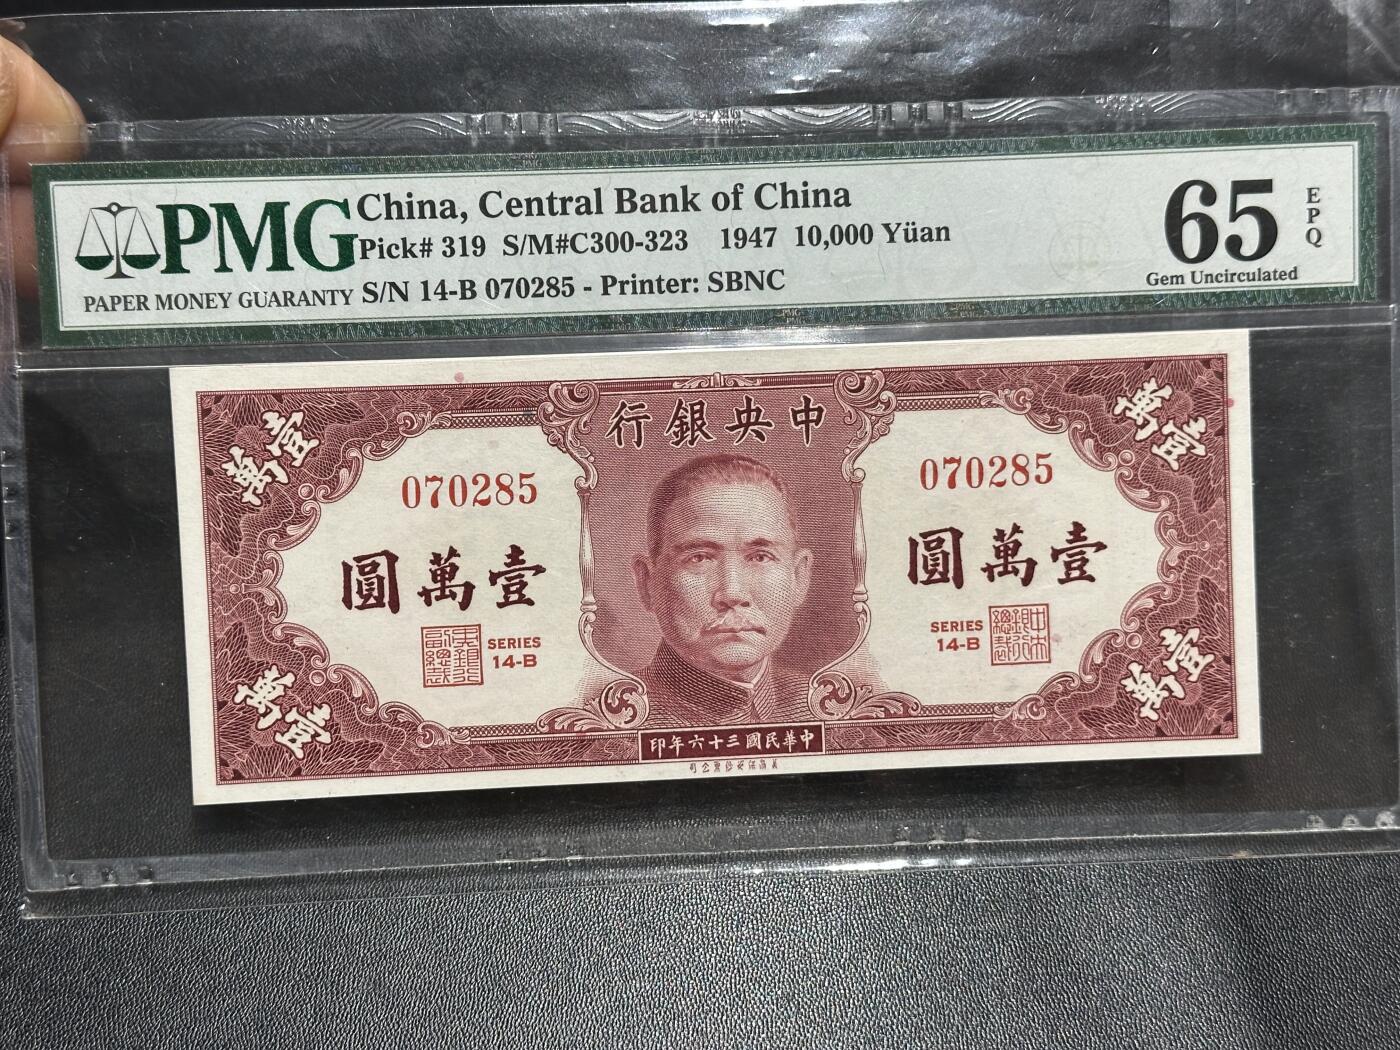 PMG
PAPER MONEY GUARANTY
China, Central Bank of China
Pick# 319 S/M#C300-323 1947 10,000 Yüan
S/N 14-B 070285 - Printer: SBNC
65
EPQ
Gem Uncirculated
中央銀行
壹萬
壹萬
070285
070285
壹萬圓
壹萬圓
SERIES
14-B
SERIES
14-B
壹萬
壹萬
中華民國三十六年印